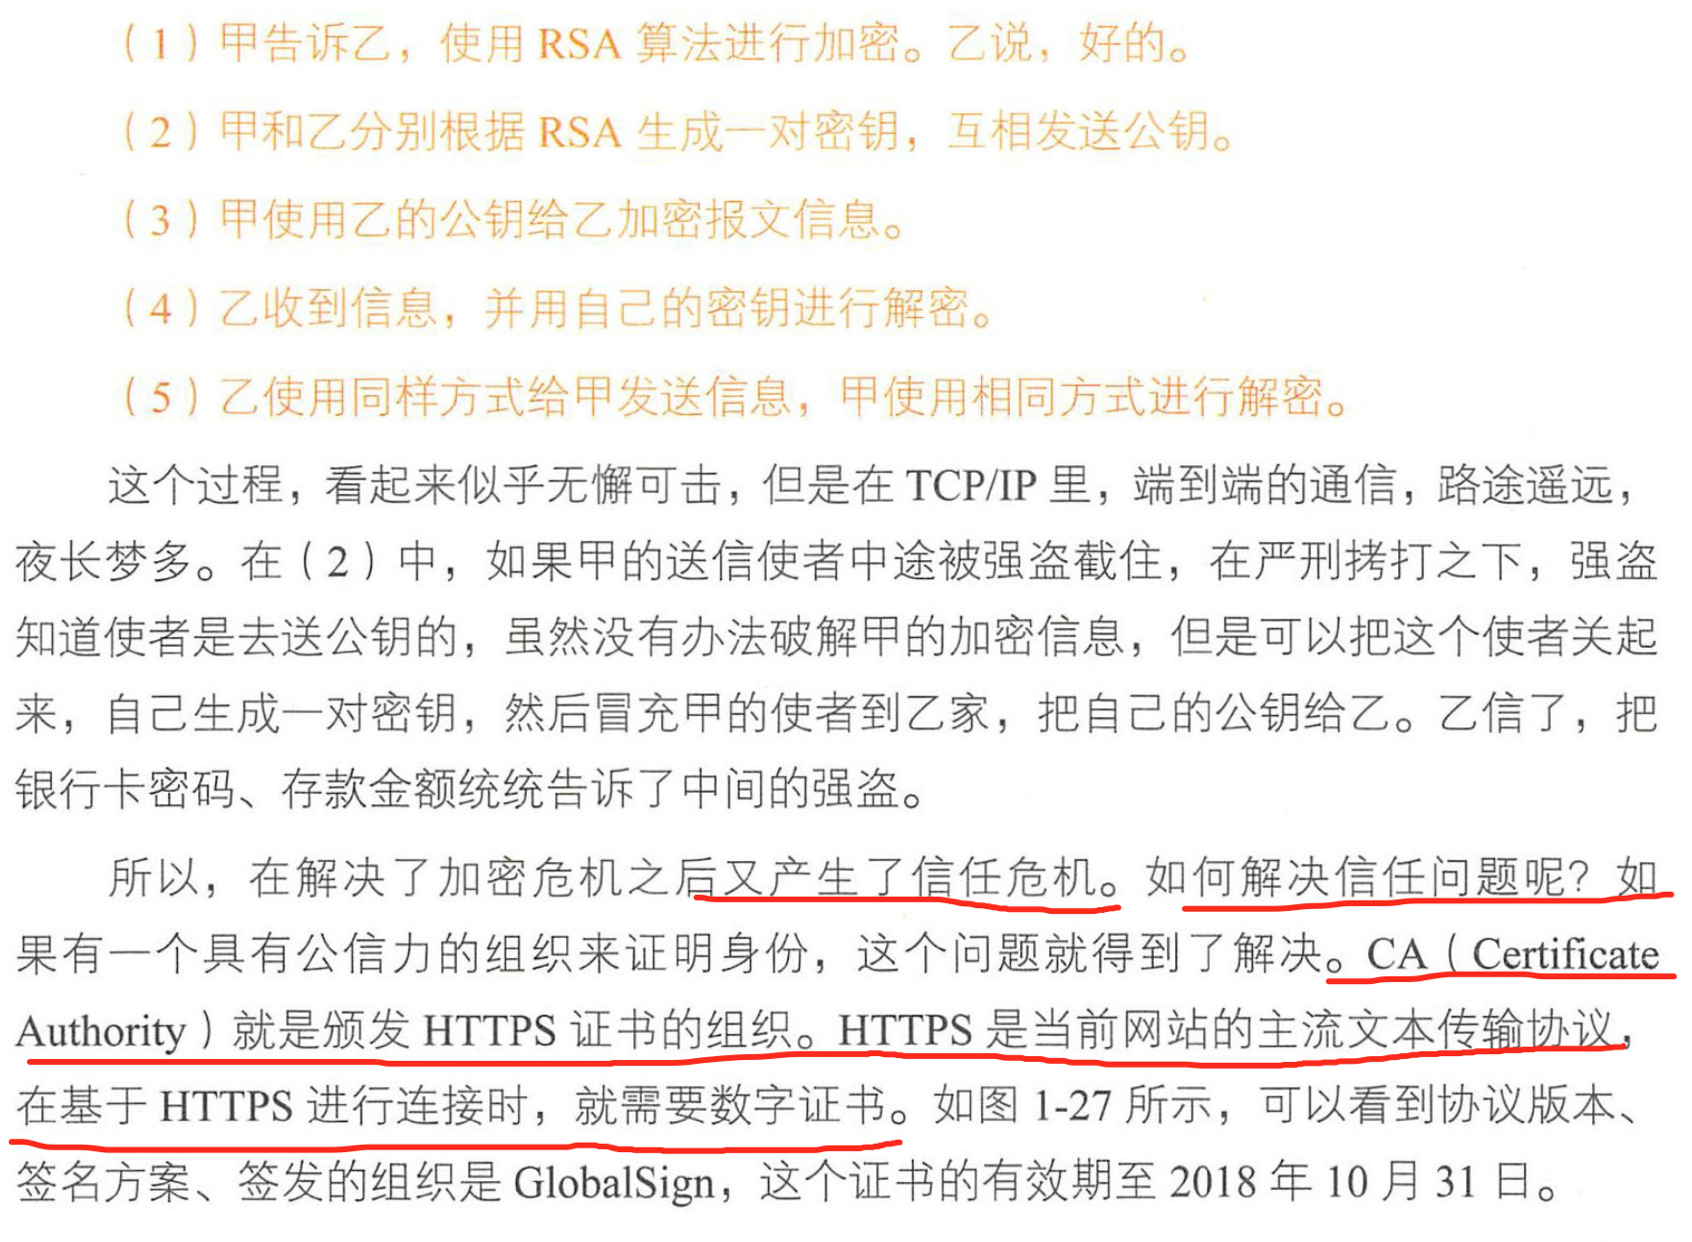 （1）甲告诉乙，使用 RSA 算法进行加密。乙说，好的。
（2）甲和乙分别根据 RSA 生成一对密钥，互相发送公钥。
（3）甲使用乙的公钥给乙加密报文信息。
（4）乙收到信息，并用自己的密钥进行解密。
（5）乙使用同样方式给甲发送信息，甲使用相同方式进行解密。
这个过程，看起来似乎无懈可击，但是在 TCP/IP 里，端到端的通信，路途遥远，
夜长梦多。在（2）中，如果甲的送信使者中途被强盗截住，在严刑拷打之下，强盗
知道使者是去送公钥的，虽然没有办法破解甲的加密信息，但是可以把这个使者关起
来，自己生成一对密钥，然后冒充甲的使者到乙家，把自己的公钥给乙。乙信了，把
银行卡密码、存款金额统统告诉了中间的强盗。
所以，在解决了加密危机之后又产生了信任危机。如何解决信任问题呢？如
果有一个具有公信力的组织来证明身份，这个问题就得到了解决。CA（Certificate
Authority）就是颁发 HTTPS 证书的组织。HTTPS 是当前网站的主流文本传输协议，
在基于 HTTPS 进行连接时，就需要数字证书。如图 1-27 所示，可以看到协议版本、
签名方案、签发的组织是 GlobalSign，这个证书的有效期至 2018 年 10 月 31 日。